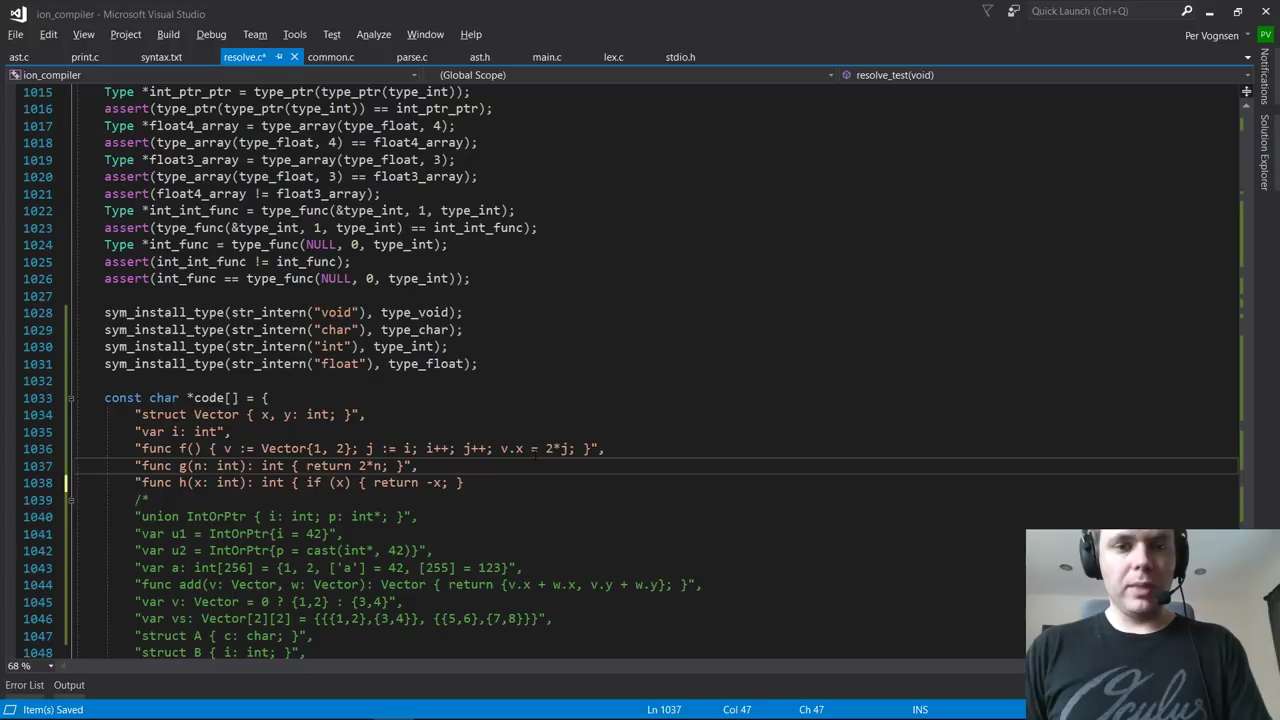 ion_compiler - Microsoft Visual Studio
Quick Launch (Ctrl+Q)
File Edit View Project Build Debug Team Tools Test Analyze Window Help
Per Vognsen PV
ast.c print.c syntax.txt resolve.c* common.c parse.c ast.h main.c lex.c stdio.h
ion_compiler (Global Scope) resolve_test(void)
Notifications
Solution Explorer
1015 Type *int_ptr_ptr = type_ptr(type_ptr(type_int));
1016 assert(type_ptr(type_ptr(type_int)) == int_ptr_ptr);
1017 Type *float4_array = type_array(type_float, 4);
1018 assert(type_array(type_float, 4) == float4_array);
1019 Type *float3_array = type_array(type_float, 3);
1020 assert(type_array(type_float, 3) == float3_array);
1021 assert(float4_array != float3_array);
1022 Type *int_int_func = type_func(&type_int, 1, type_int);
1023 assert(type_func(&type_int, 1, type_int) == int_int_func);
1024 Type *int_func = type_func(NULL, 0, type_int);
1025 assert(int_int_func != int_func);
1026 assert(int_func == type_func(NULL, 0, type_int));
1027
1028 sym_install_type(str_intern("void"), type_void);
1029 sym_install_type(str_intern("char"), type_char);
1030 sym_install_type(str_intern("int"), type_int);
1031 sym_install_type(str_intern("float"), type_float);
1032
1033 const char *code[] = {
1034 "struct Vector { x, y: int; }",
1035 "var i: int",
1036 "func f() { v := Vector{1, 2}; j := i; i++; j++; v.x = 2*j; }",
1037 "func g(n: int): int { return 2*n; }",
1038 "func h(x: int): int { if (x) { return -x; }
1039 /*
1040 "union IntOrPtr { i: int; p: int*; }",
1041 "var u1 = IntOrPtr{i = 42}",
1042 "var u2 = IntOrPtr{p = cast(int*, 42)}",
1043 "var a: int[256] = {1, 2, ['a'] = 42, [255] = 123}",
1044 "func add(v: Vector, w: Vector): Vector { return {v.x + w.x, v.y + w.y}; }",
1045 "var v: Vector = 0 ? {1,2} : {3,4}",
1046 "var vs: Vector[2][2] = {{{1,2},{3,4}}, {{5,6},{7,8}}}",
1047 "struct A { c: char; }",
1048 "struct B { i: int; }",
68 %
Error List Output
Item(s) Saved Ln 1037 Col 47 Ch 47 INS